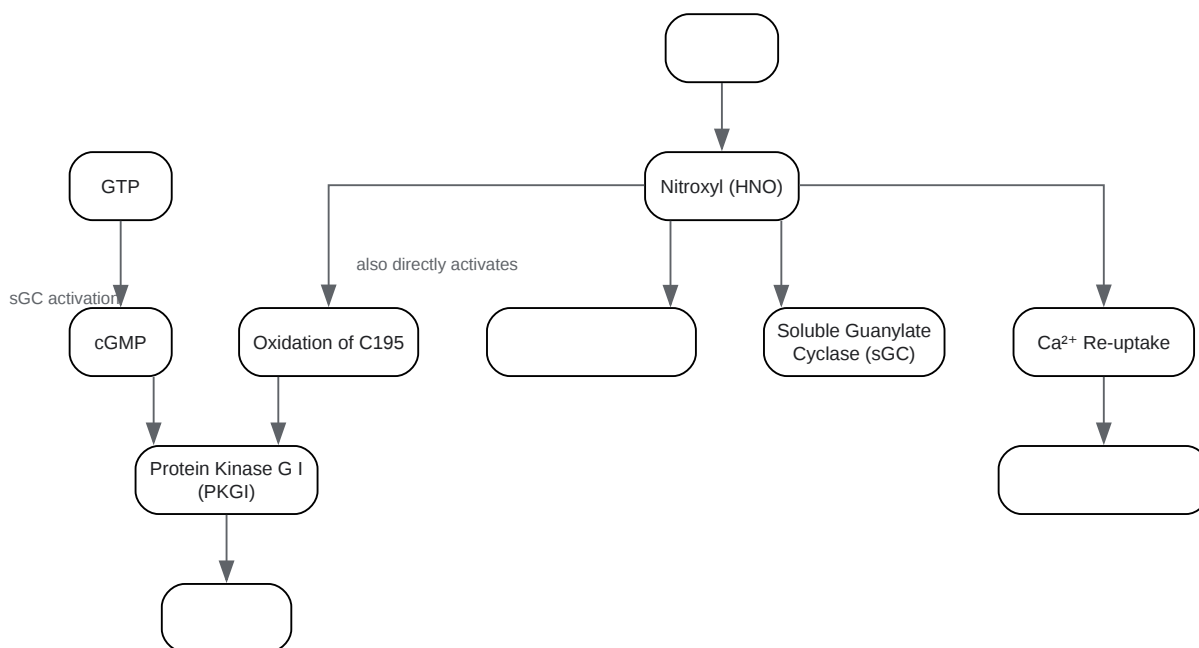 GTP
Nitroxyl (HNO)
also directly activates
sGC activation
cGMP
Oxidation of C195
Soluble Guanylate
Cyclase (sGC)
Ca²⁺ Re-uptake
Protein Kinase G I
(PKGI)